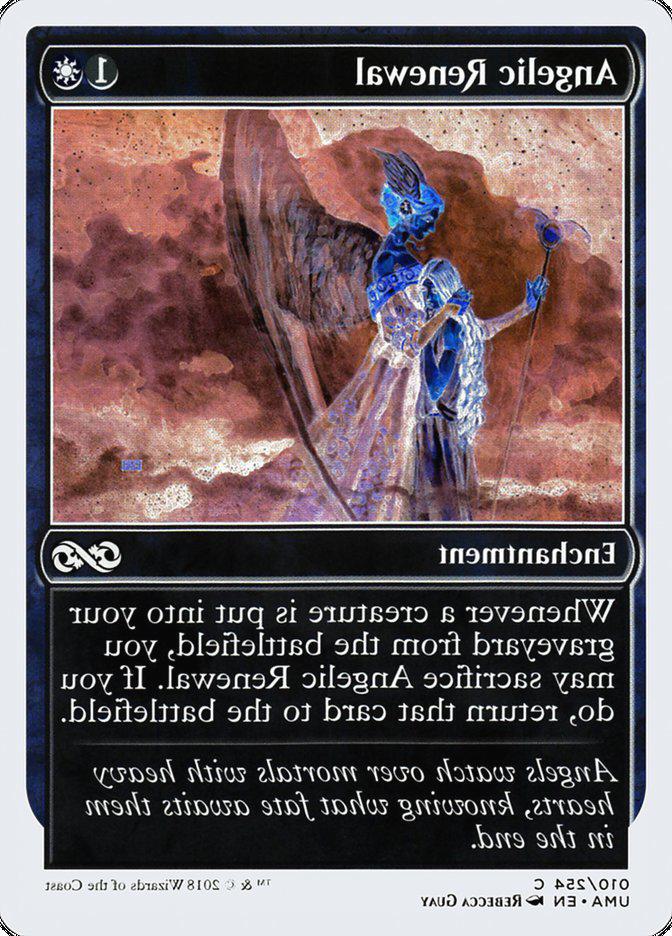 Angelic Renewal 1
Enchantment
Whenever a creature is put into your
graveyard from the battlefield, you
may sacrifice Angelic Renewal. If you
do, return that card to the battlefield.
Angels watch over mortals with heavy
hearts, knowing what fate awaits them
in the end.
010/254 C
UMA • EN Rebecca Guay
™ & © 2018 Wizards of the Coast